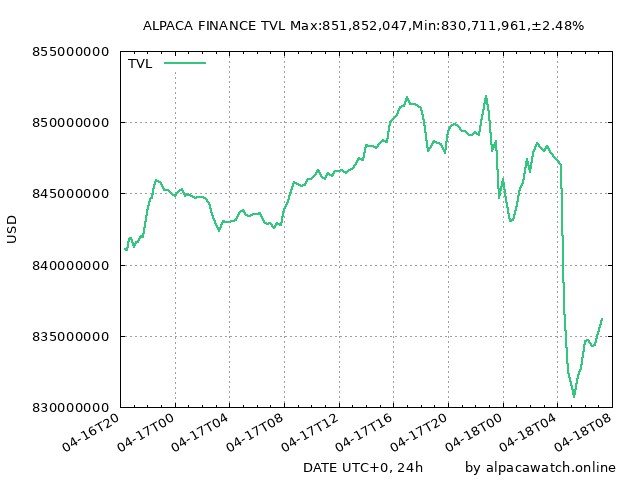 ALPACA FINANCE TVL Max:851,852,047,Min:830,711,961,±2.48%
TVL
855000000
850000000
845000000
840000000
835000000
830000000
USD
04-16T20
04-17T00
04-17T04
04-17T08
04-17T12
04-17T16
04-17T20
04-18T00
04-18T04
04-18T08
DATE UTC+0, 24h
by alpacawatch.online